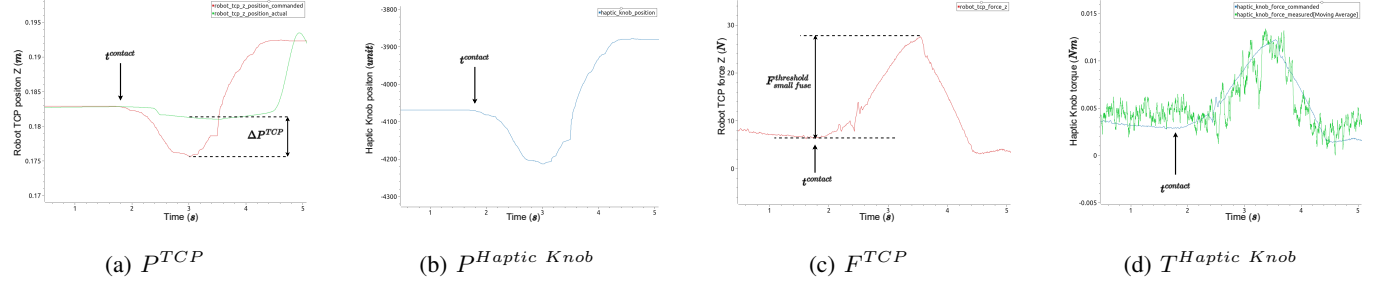 robot_tcp_z_position_commanded
robot_tcp_z_position_actual
Robot TCP positon Z (m)
0.195
0.19
0.185
0.18
0.175
0.17
t^contact
ΔP^TCP
1
2
3
4
5
Time (s)
(a) P^TCP
haptic_knob_position
Haptic Knob positon (unit)
-3800
-3900
-4000
-4100
-4200
-4300
t^contact
1
2
3
4
5
Time (s)
(b) P^Haptic Knob
robot_tcp_force_z
Robot TCP force Z (N)
30
20
10
0
F^threshold_small fuse
t^contact
1
2
3
4
5
Time (s)
(c) F^TCP
haptic_knob_force_commanded
haptic_knob_force_measured[Moving Average]
Haptic Knob torque (Nm)
0.015
0.01
0.005
0
-0.005
t^contact
1
2
3
4
5
Time (s)
(d) T^Haptic Knob